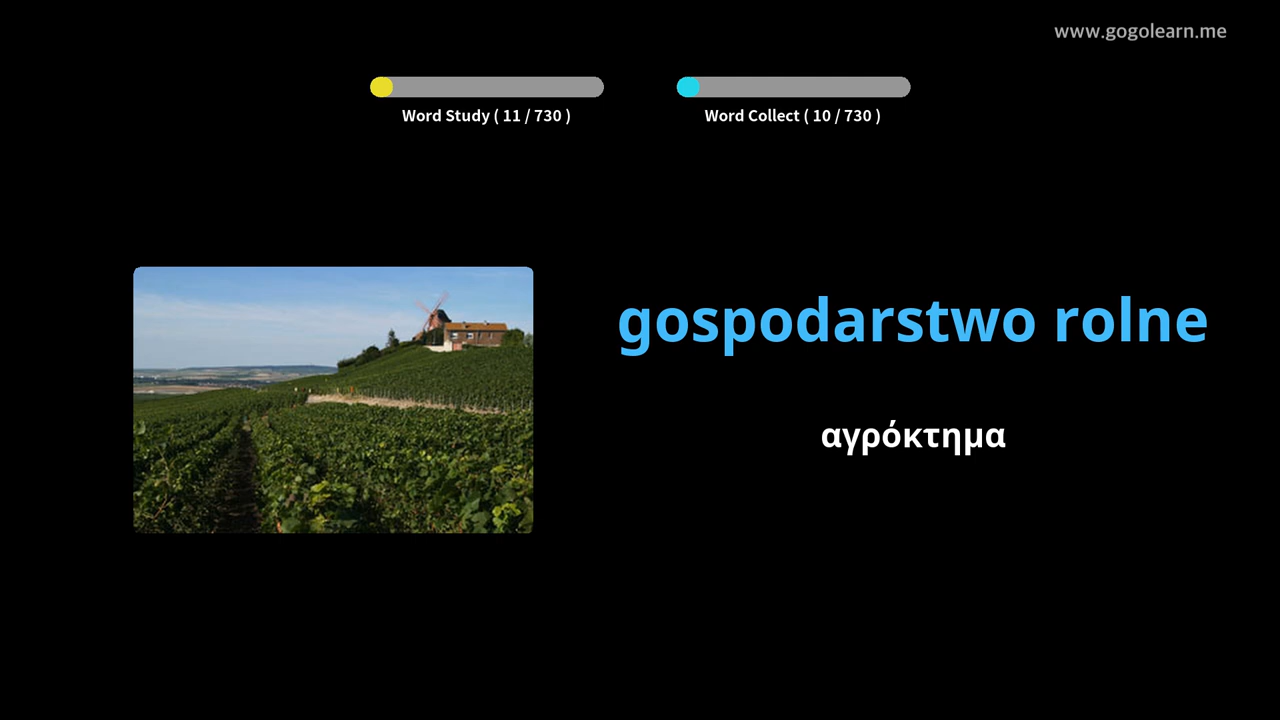 www.gogolearn.me
Word Study ( 11 / 730 )
Word Collect ( 10 / 730 )
gospodarstwo rolne
αγρόκτημα